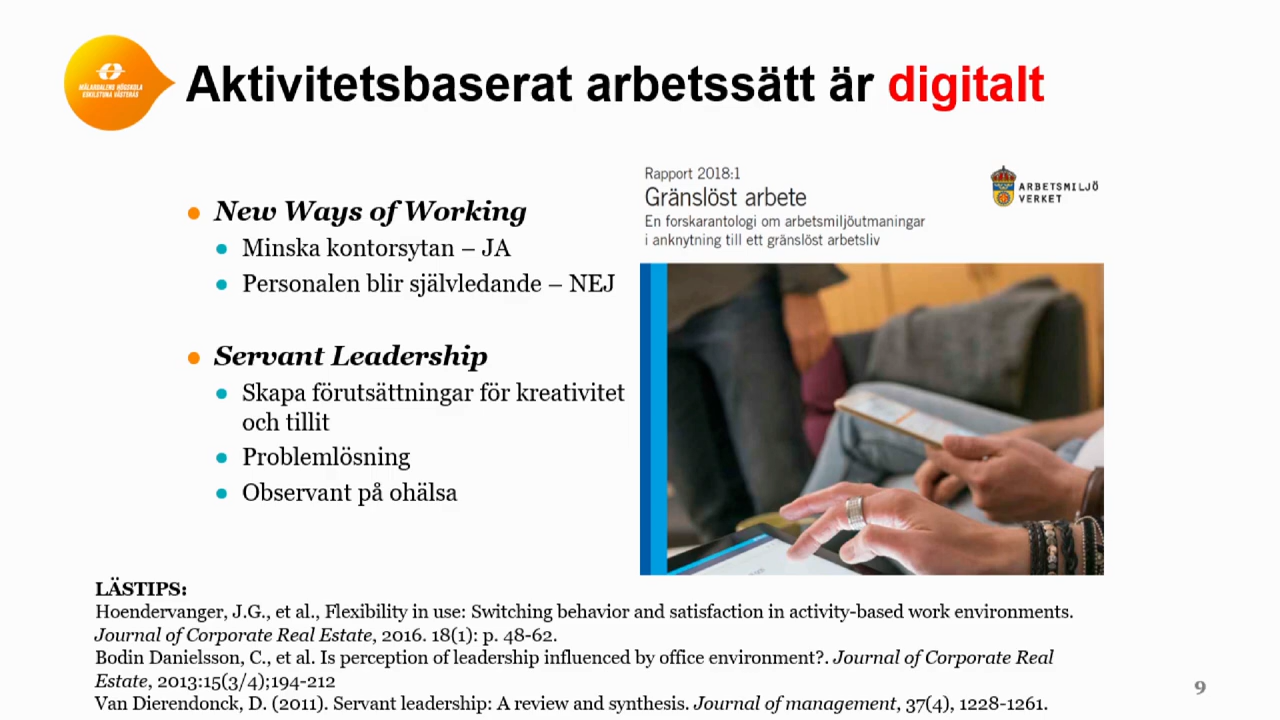 MÄLARDALENS HÖGSKOLA
ESKILSTUNA VÄSTERÅS
Aktivitetsbaserat arbetssätt är digitalt
New Ways of Working
Minska kontorsytan – JA
Personalen blir självledande – NEJ
Servant Leadership
Skapa förutsättningar för kreativitet
och tillit
Problemlösning
Observant på ohälsa
Rapport 2018:1
Gränslöst arbete
En forskarantologi om arbetsmiljöutmaningar
i anknytning till ett gränslöst arbetsliv
ARBETSMILJÖ
VERKET
LÄSTIPS:
Hoendervanger, J.G., et al., Flexibility in use: Switching behavior and satisfaction in activity-based work environments.
Journal of Corporate Real Estate, 2016. 18(1): p. 48-62.
Bodin Danielsson, C., et al. Is perception of leadership influenced by office environment?. Journal of Corporate Real
Estate, 2013:15(3/4);194-212
Van Dierendonck, D. (2011). Servant leadership: A review and synthesis. Journal of management, 37(4), 1228-1261.
9